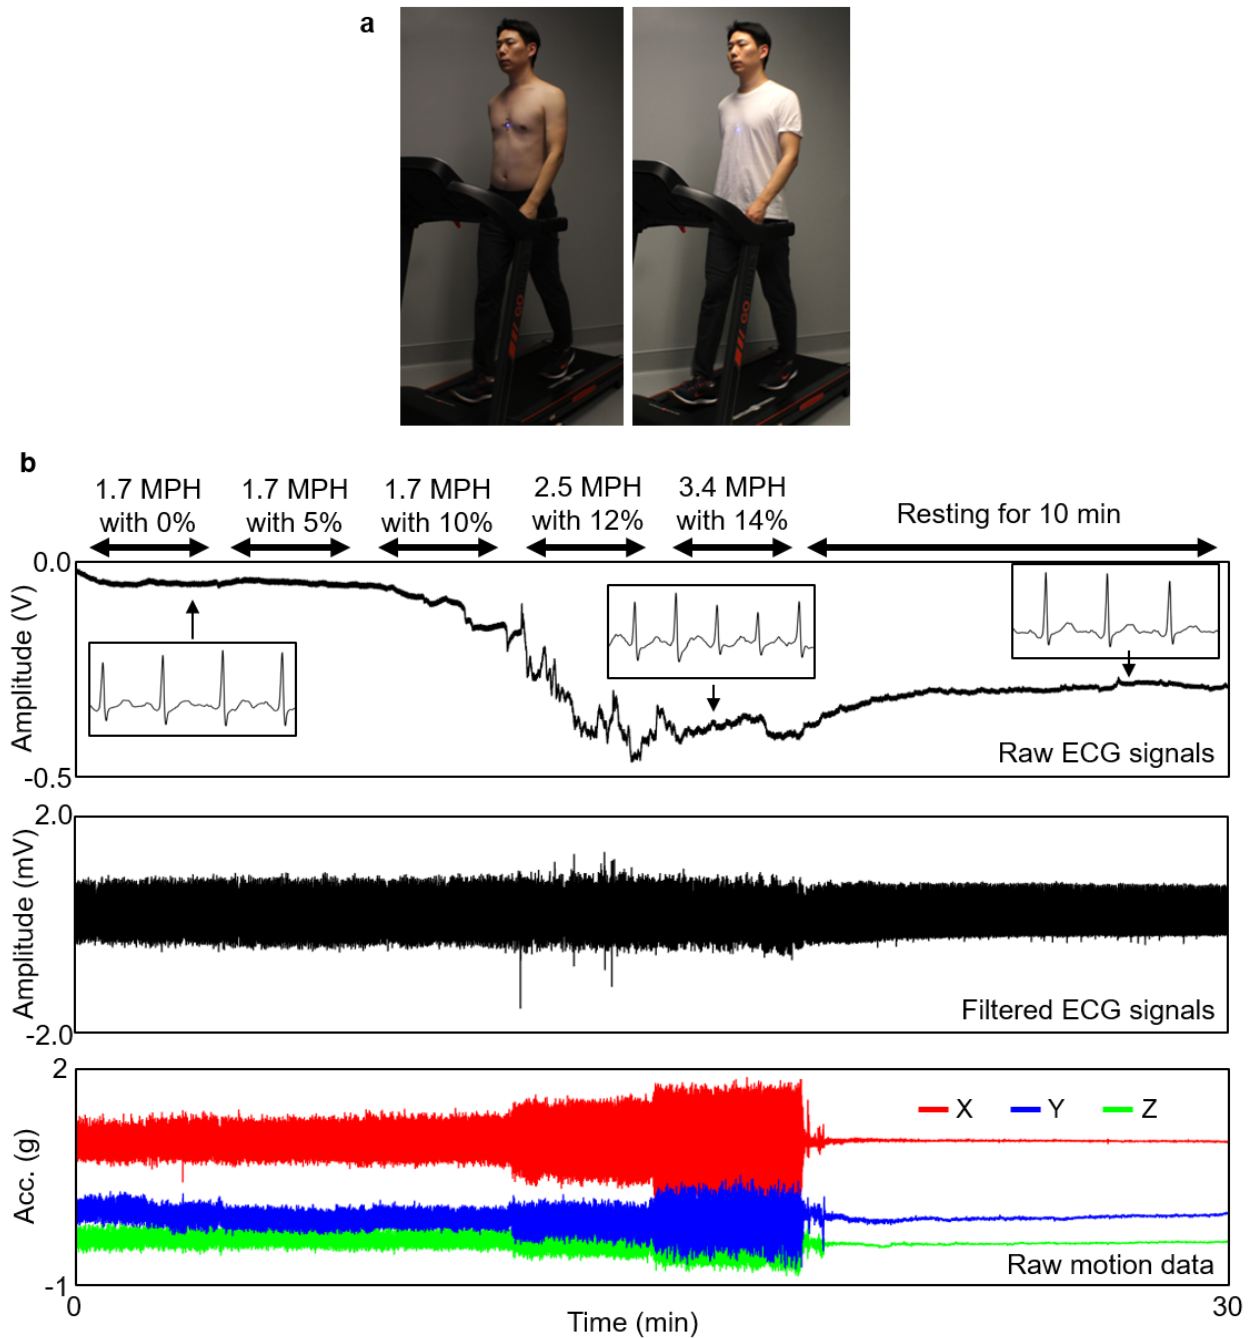 a
b
1.7 MPH
with 0%
1.7 MPH
with 5%
1.7 MPH
with 10%
2.5 MPH
with 12%
3.4 MPH
with 14%
Resting for 10 min
0.0
Amplitude (V)
-0.5
Raw ECG signals
2.0
Amplitude (mV)
-2.0
Filtered ECG signals
2
Acc. (g)
-1
X
Y
Z
Raw motion data
0
Time (min)
30